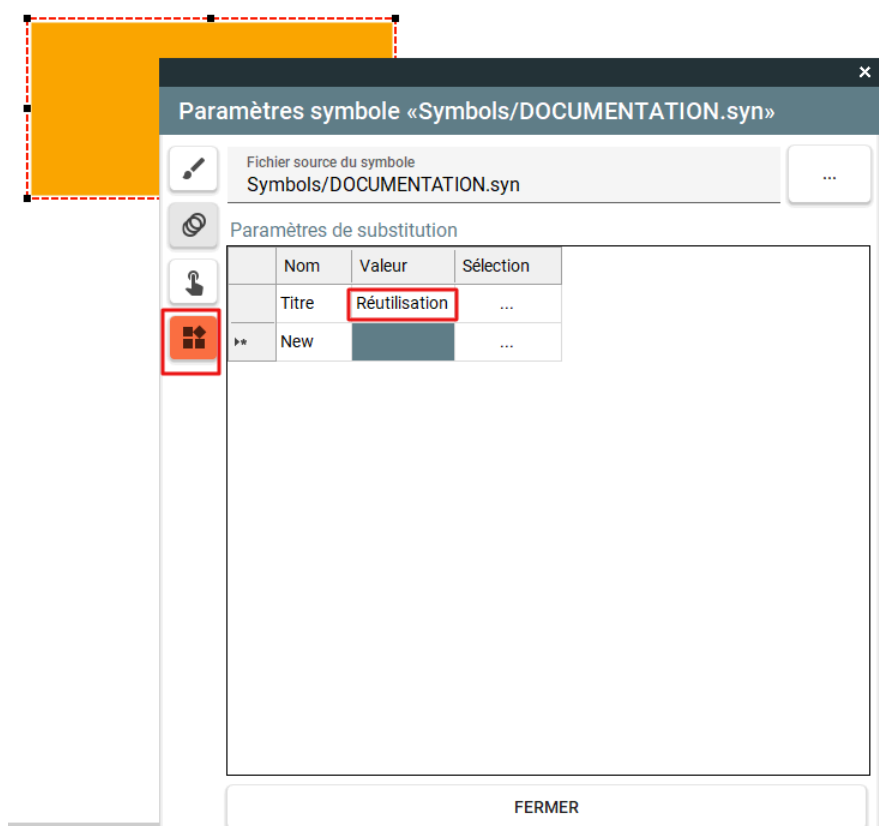 ×
Paramètres symbole «Symbols/DOCUMENTATION.syn»
Fichier source du symbole
Symbols/DOCUMENTATION.syn
...
Paramètres de substitution
Nom Valeur Sélection
Titre Réutilisation ...
New ...
FERMER